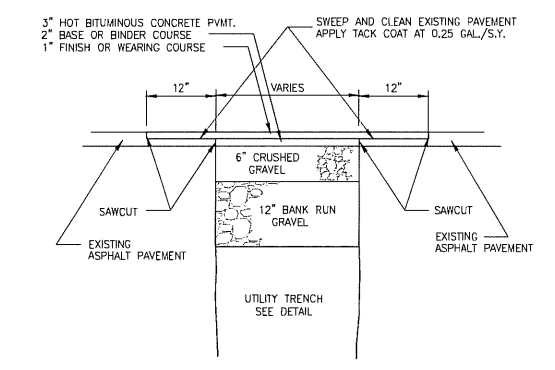 3" HOT BITUMINOUS CONCRETE PVMT.
2" BASE OR BINDER COURSE
1" FINISH OR WEARING COURSE
SWEEP AND CLEAN EXISTING PAVEMENT
APPLY TACK COAT AT 0.25 GAL./S.Y.
12"
VARIES
12"
6" CRUSHED
GRAVEL
12" BANK RUN
GRAVEL
SAWCUT
SAWCUT
EXISTING
ASPHALT PAVEMENT
EXISTING
ASPHALT PAVEMENT
UTILITY TRENCH
SEE DETAIL